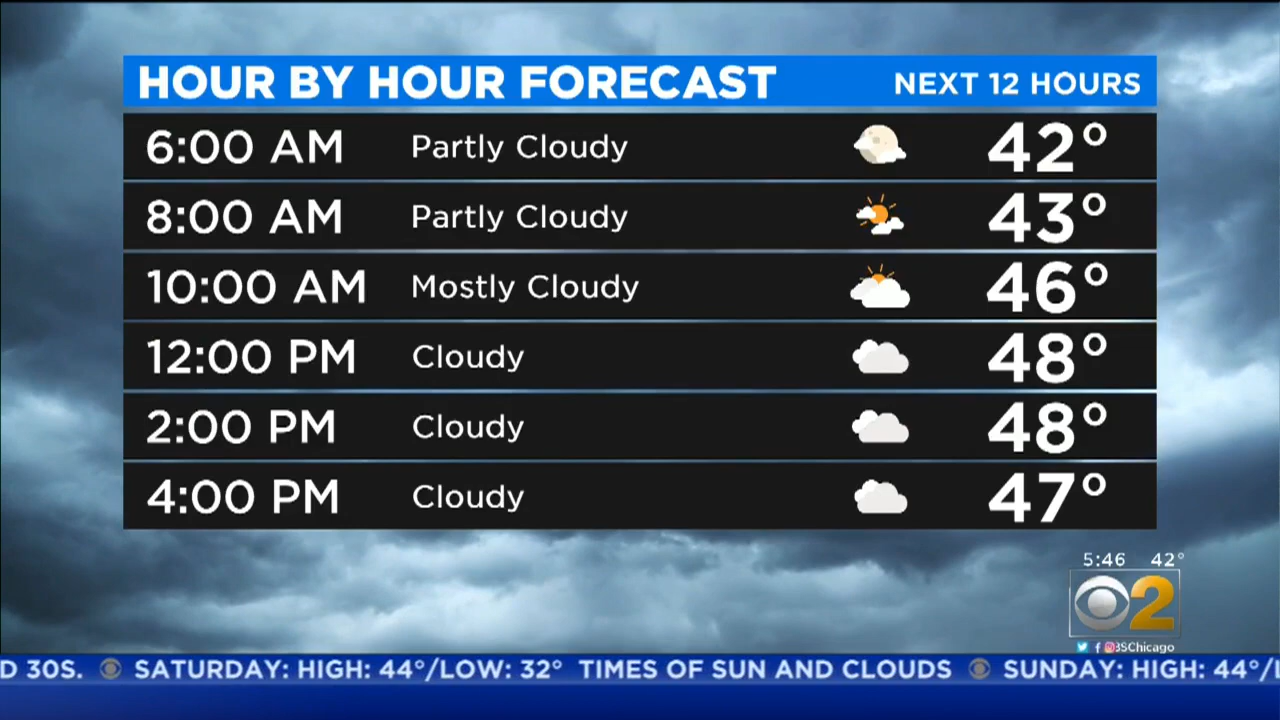 HOUR BY HOUR FORECAST NEXT 12 HOURS
6:00 AM Partly Cloudy 42°
8:00 AM Partly Cloudy 43°
10:00 AM Mostly Cloudy 46°
12:00 PM Cloudy 48°
2:00 PM Cloudy 48°
4:00 PM Cloudy 47°
5:46 42°
2
BSChicago
D 30S. SATURDAY: HIGH: 44°/LOW: 32° TIMES OF SUN AND CLOUDS SUNDAY: HIGH: 44°/L